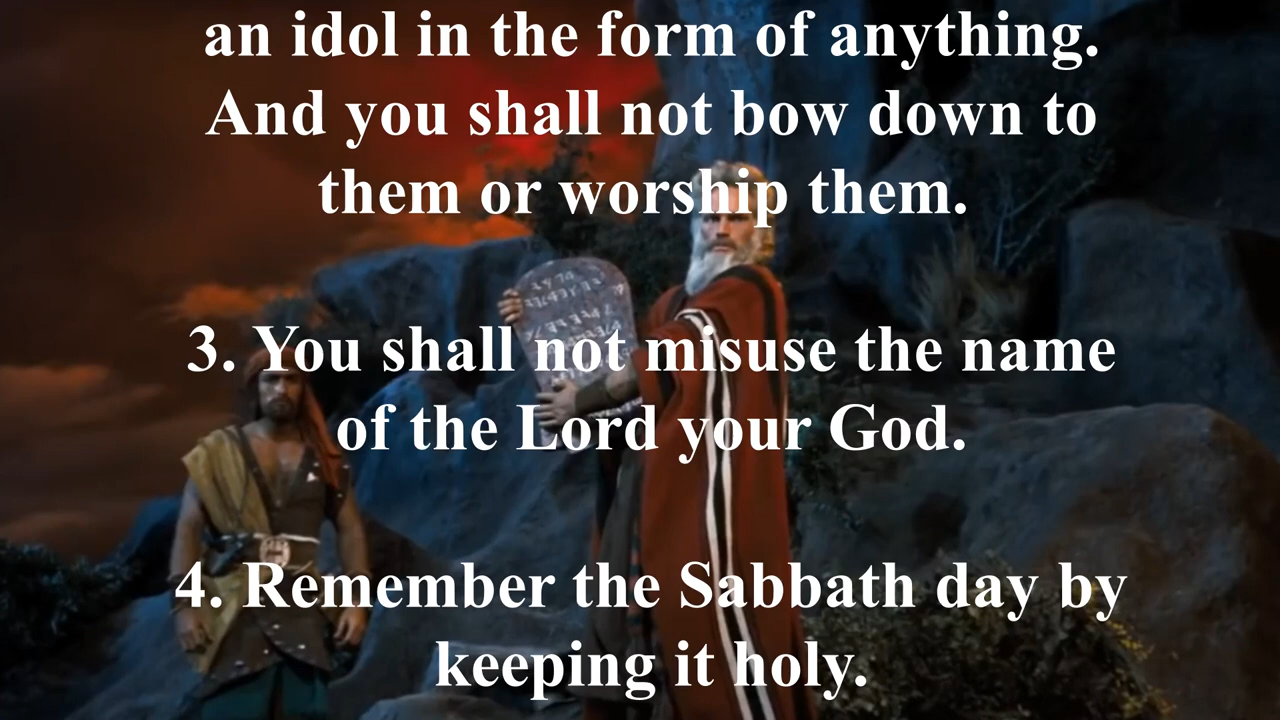 an idol in the form of anything.
And you shall not bow down to
them or worship them.
3. You shall not misuse the name
of the Lord your God.
4. Remember the Sabbath day by
keeping it holy.